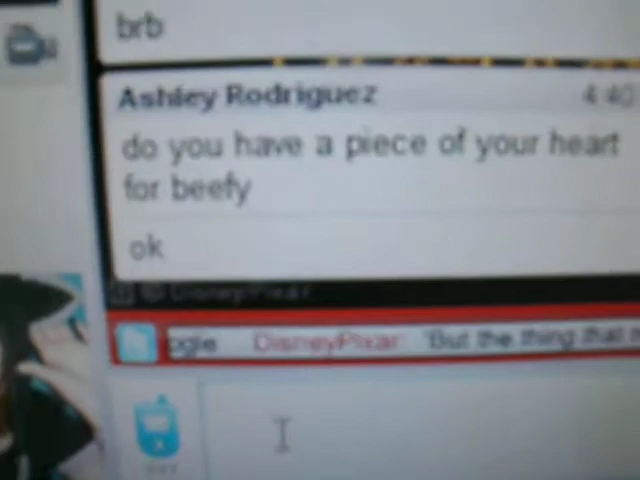 brb
Ashley Rodriguez 4:40
do you have a piece of your heart
for beefy
ok
DisneyPixar
ogle DisneyPixar: "But the thing that